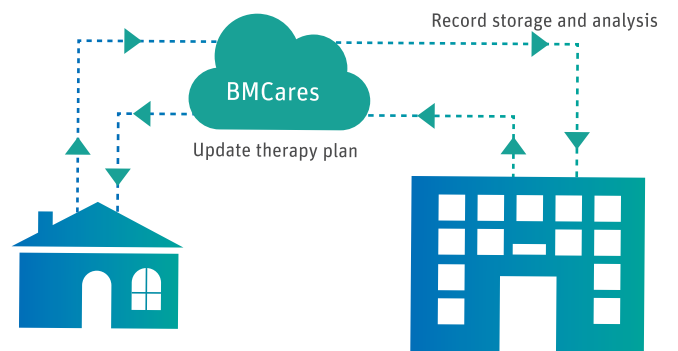 Record storage and analysis
BMCares
Update therapy plan